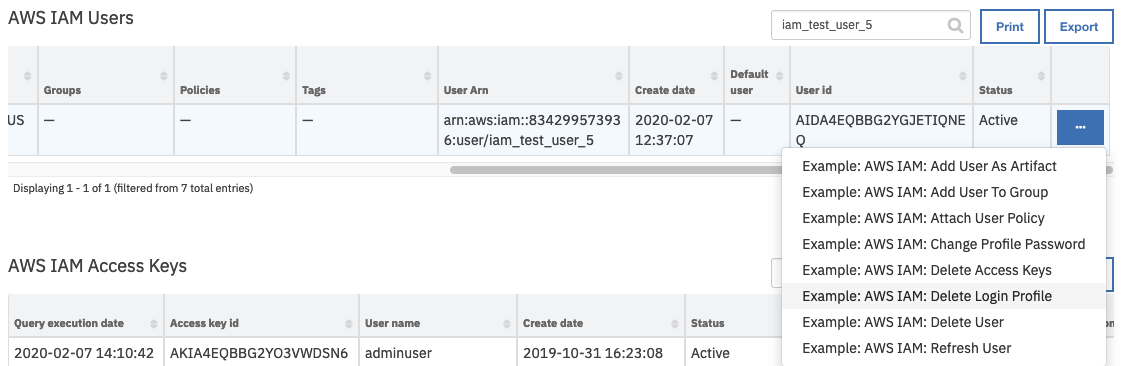 AWS IAM Users
iam_test_user_5
Print
Export
Groups
Policies
Tags
User Arn
Create date
Default
user
User id
Status
US
—
—
—
arn:aws:iam::83429957393
6:user/iam_test_user_5
2020-02-07
12:37:07
—
AIDA4EQBBG2YGJETIQNE
Q
Active
...
Displaying 1 - 1 of 1 (filtered from 7 total entries)
Example: AWS IAM: Add User As Artifact
Example: AWS IAM: Add User To Group
Example: AWS IAM: Attach User Policy
Example: AWS IAM: Change Profile Password
Example: AWS IAM: Delete Access Keys
Example: AWS IAM: Delete Login Profile
Example: AWS IAM: Delete User
Example: AWS IAM: Refresh User
AWS IAM Access Keys
Query execution date
Access key id
User name
Create date
Status
2020-02-07 14:10:42
AKIA4EQBBG2YO3VWDSN6
adminuser
2019-10-31 16:23:08
Active